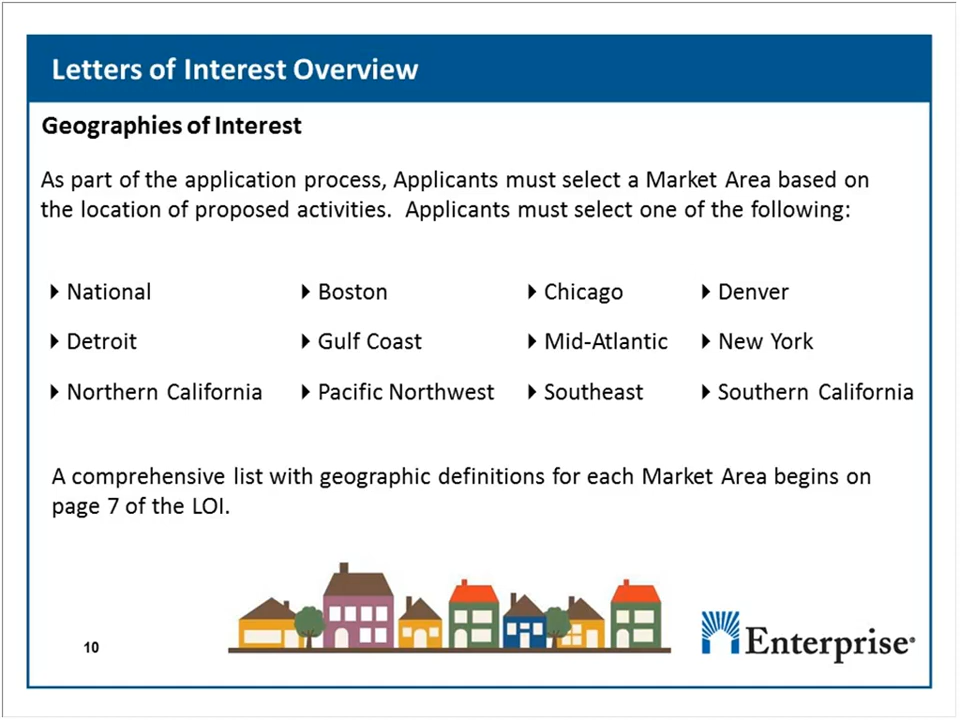 Letters of Interest Overview
Geographies of Interest
As part of the application process, Applicants must select a Market Area based on
the location of proposed activities.  Applicants must select one of the following:
National Boston Chicago Denver
Detroit Gulf Coast Mid-Atlantic New York
Northern California Pacific Northwest Southeast Southern California
A comprehensive list with geographic definitions for each Market Area begins on
page 7 of the LOI.
10
Enterprise®